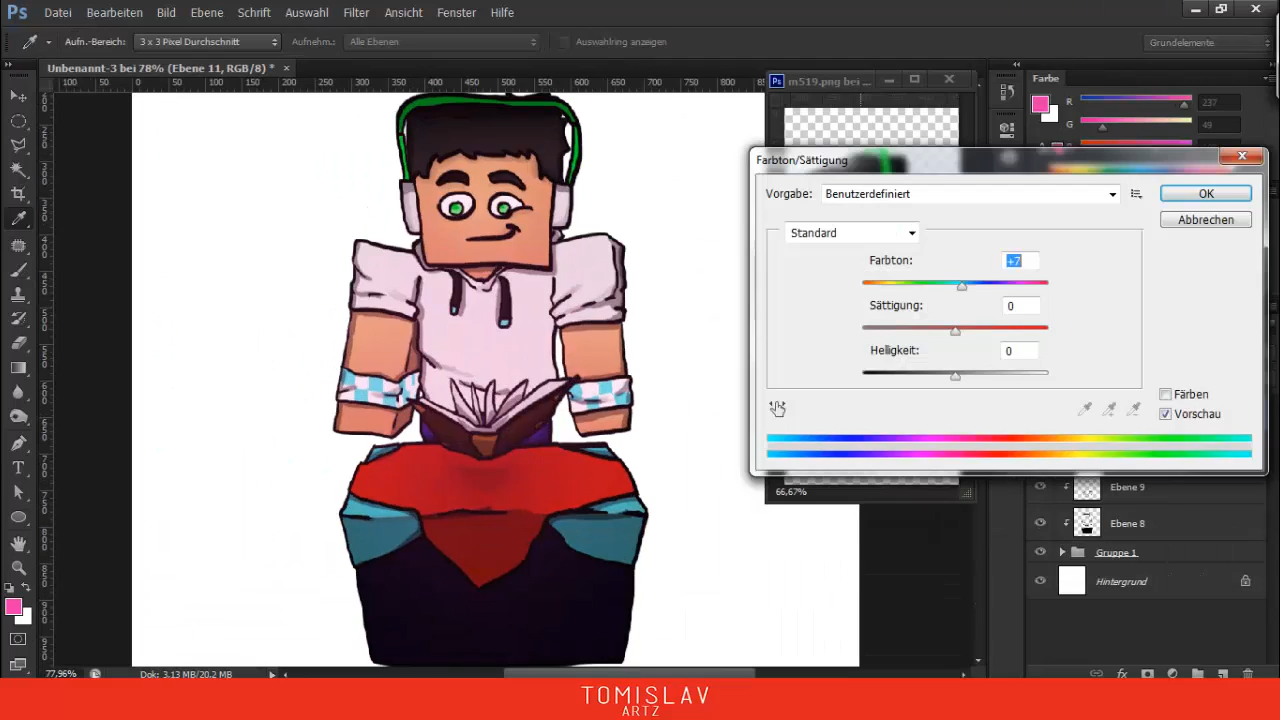 Ps Datei Bearbeiten Bild Ebene Schrift Auswahl Filter Ansicht Fenster Hilfe
Aufn.-Bereich: 3 x 3 Pixel Durchschnitt Aufnehm.: Alle Ebenen Auswahlring anzeigen Grundelemente
Unbenannt-3 bei 78% (Ebene 11, RGB/8) * ×
100 50 0 50 100 150 200 250 300 350 400 450 500 550 600 650 700 750 800
Ps m519.png bei ...
Farbe
R 237
G 49
Farbton/Sättigung
Vorgabe: Benutzerdefiniert OK
Abbrechen
Standard
Farbton: +7
Sättigung: 0
Helligkeit: 0
Färben
Vorschau
66,67%
Ebene 9
Ebene 8
Gruppe 1
Hintergrund
77,96% Dok: 3.13 MB/20.2 MB
fx
TOMISLAV
ARTZ